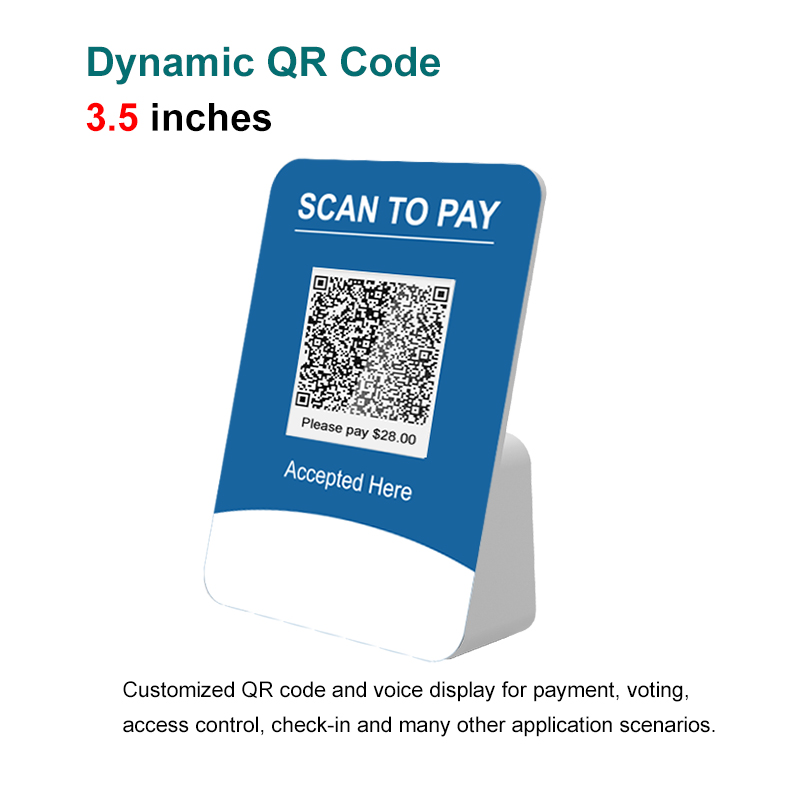 Dynamic QR Code
3.5 inches
SCAN TO PAY
Please pay $28.00
Accepted Here
Customized QR code and voice display for payment, voting,
access control, check-in and many other application scenarios.